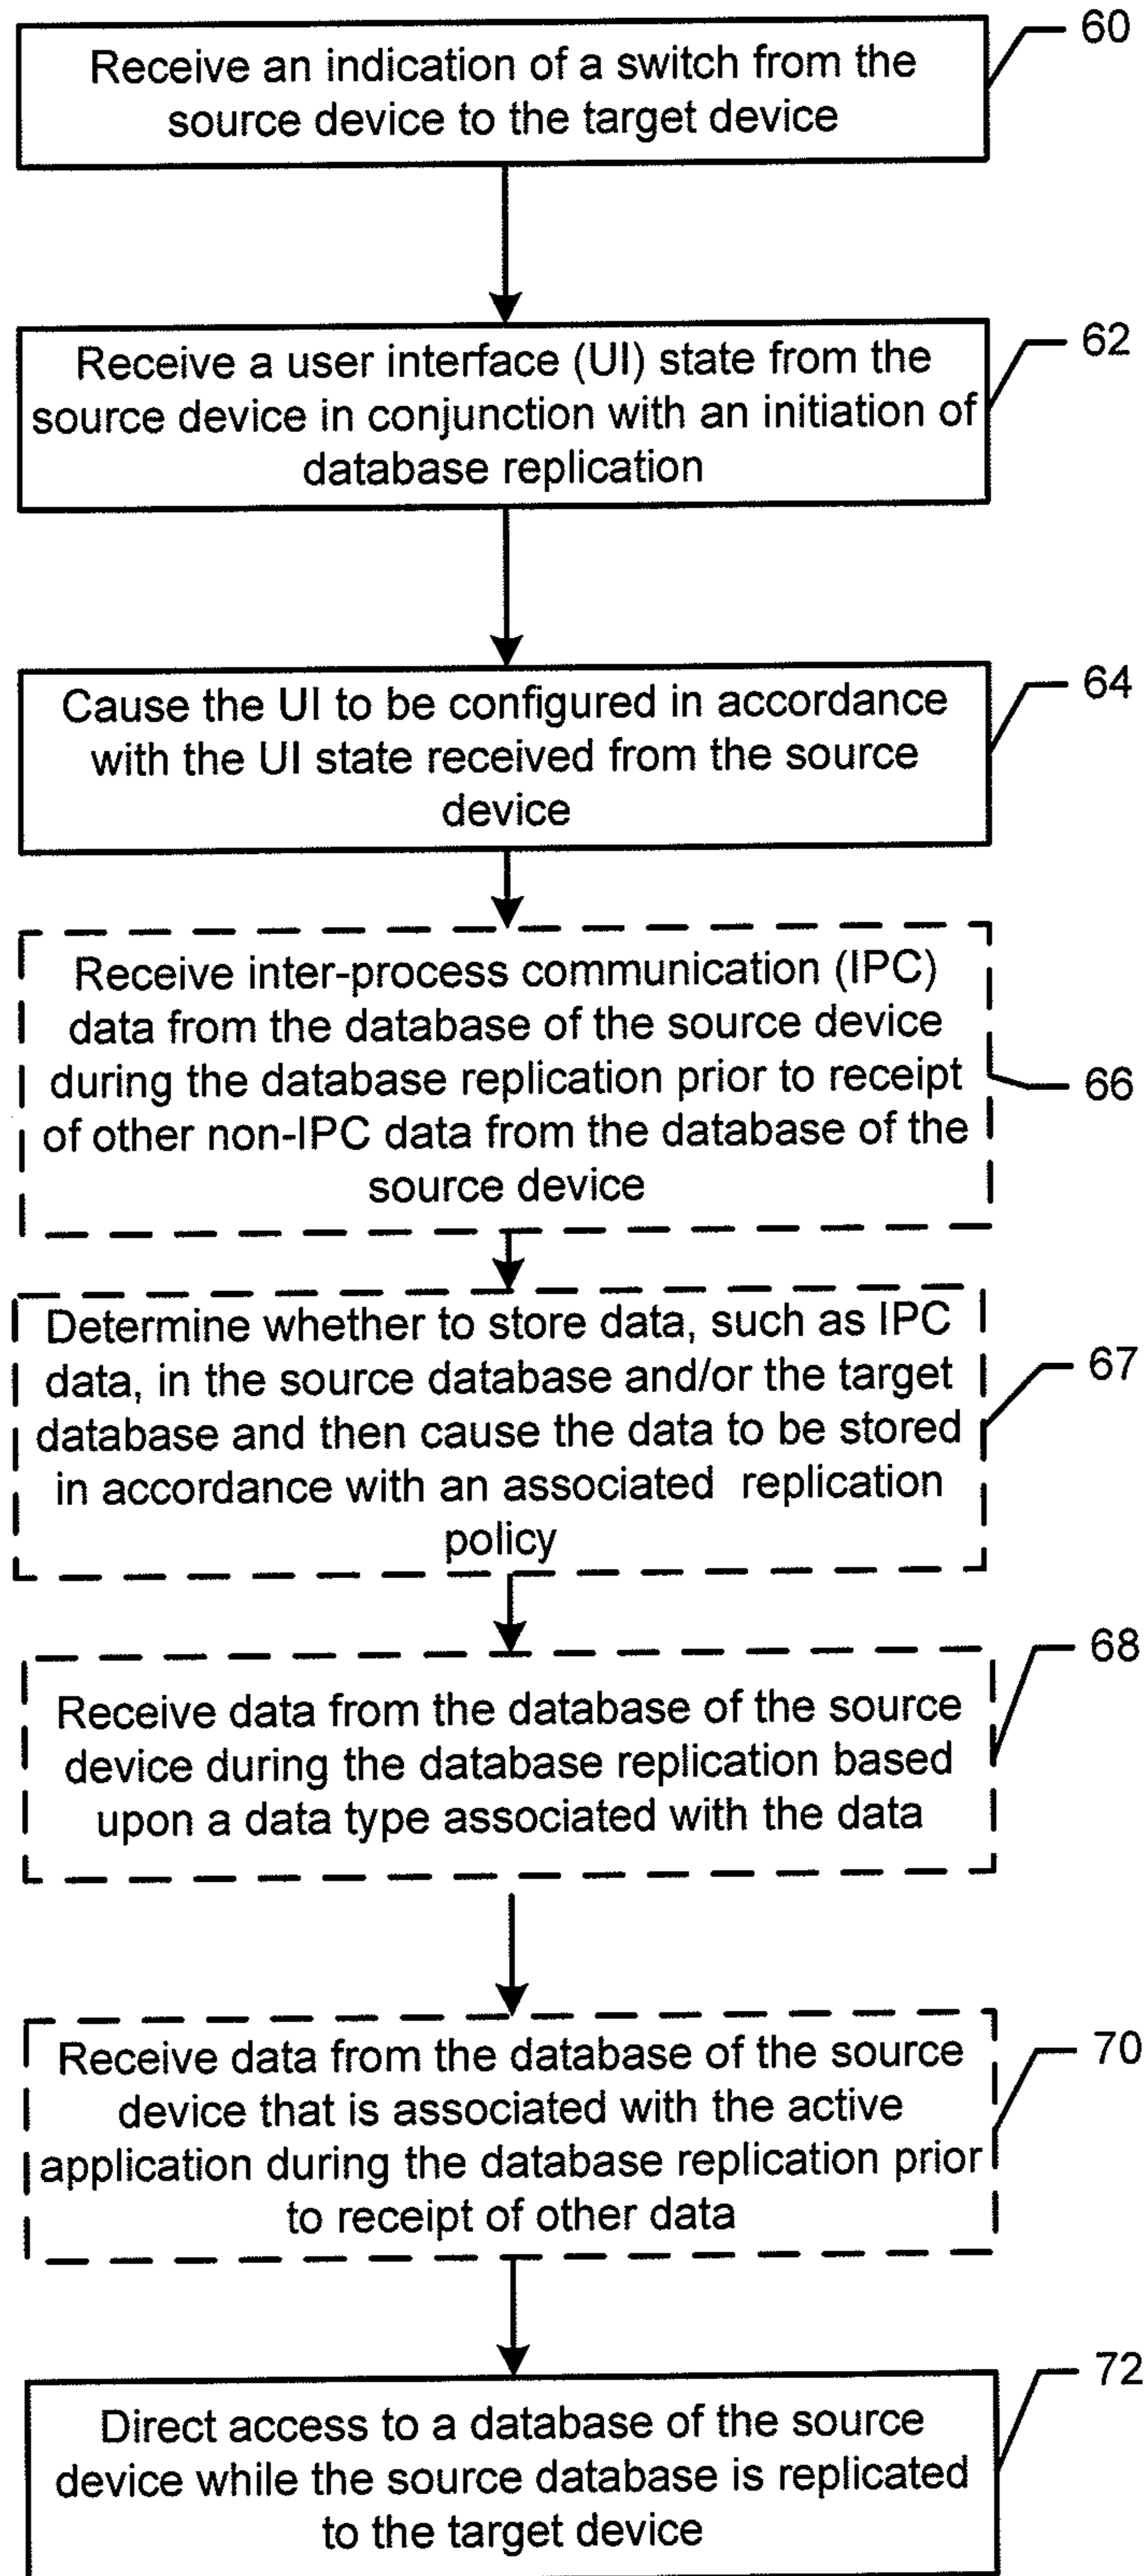 60
Receive an indication of a switch from the
source device to the target device
62
Receive a user interface (UI) state from the
source device in conjunction with an initiation of
database replication
64
Cause the UI to be configured in accordance
with the UI state received from the source
device
Receive inter-process communication (IPC)
data from the database of the source device
during the database replication prior to receipt
of other non-IPC data from the database of the
source device
66
Determine whether to store data, such as IPC
data, in the source database and/or the target
database and then cause the data to be stored
in accordance with an associated replication
policy
67
68
Receive data from the database of the source
device during the database replication based
upon a data type associated with the data
70
Receive data from the database of the source
device that is associated with the active
application during the database replication prior
to receipt of other data
72
Direct access to a database of the source
device while the source database is replicated
to the target device